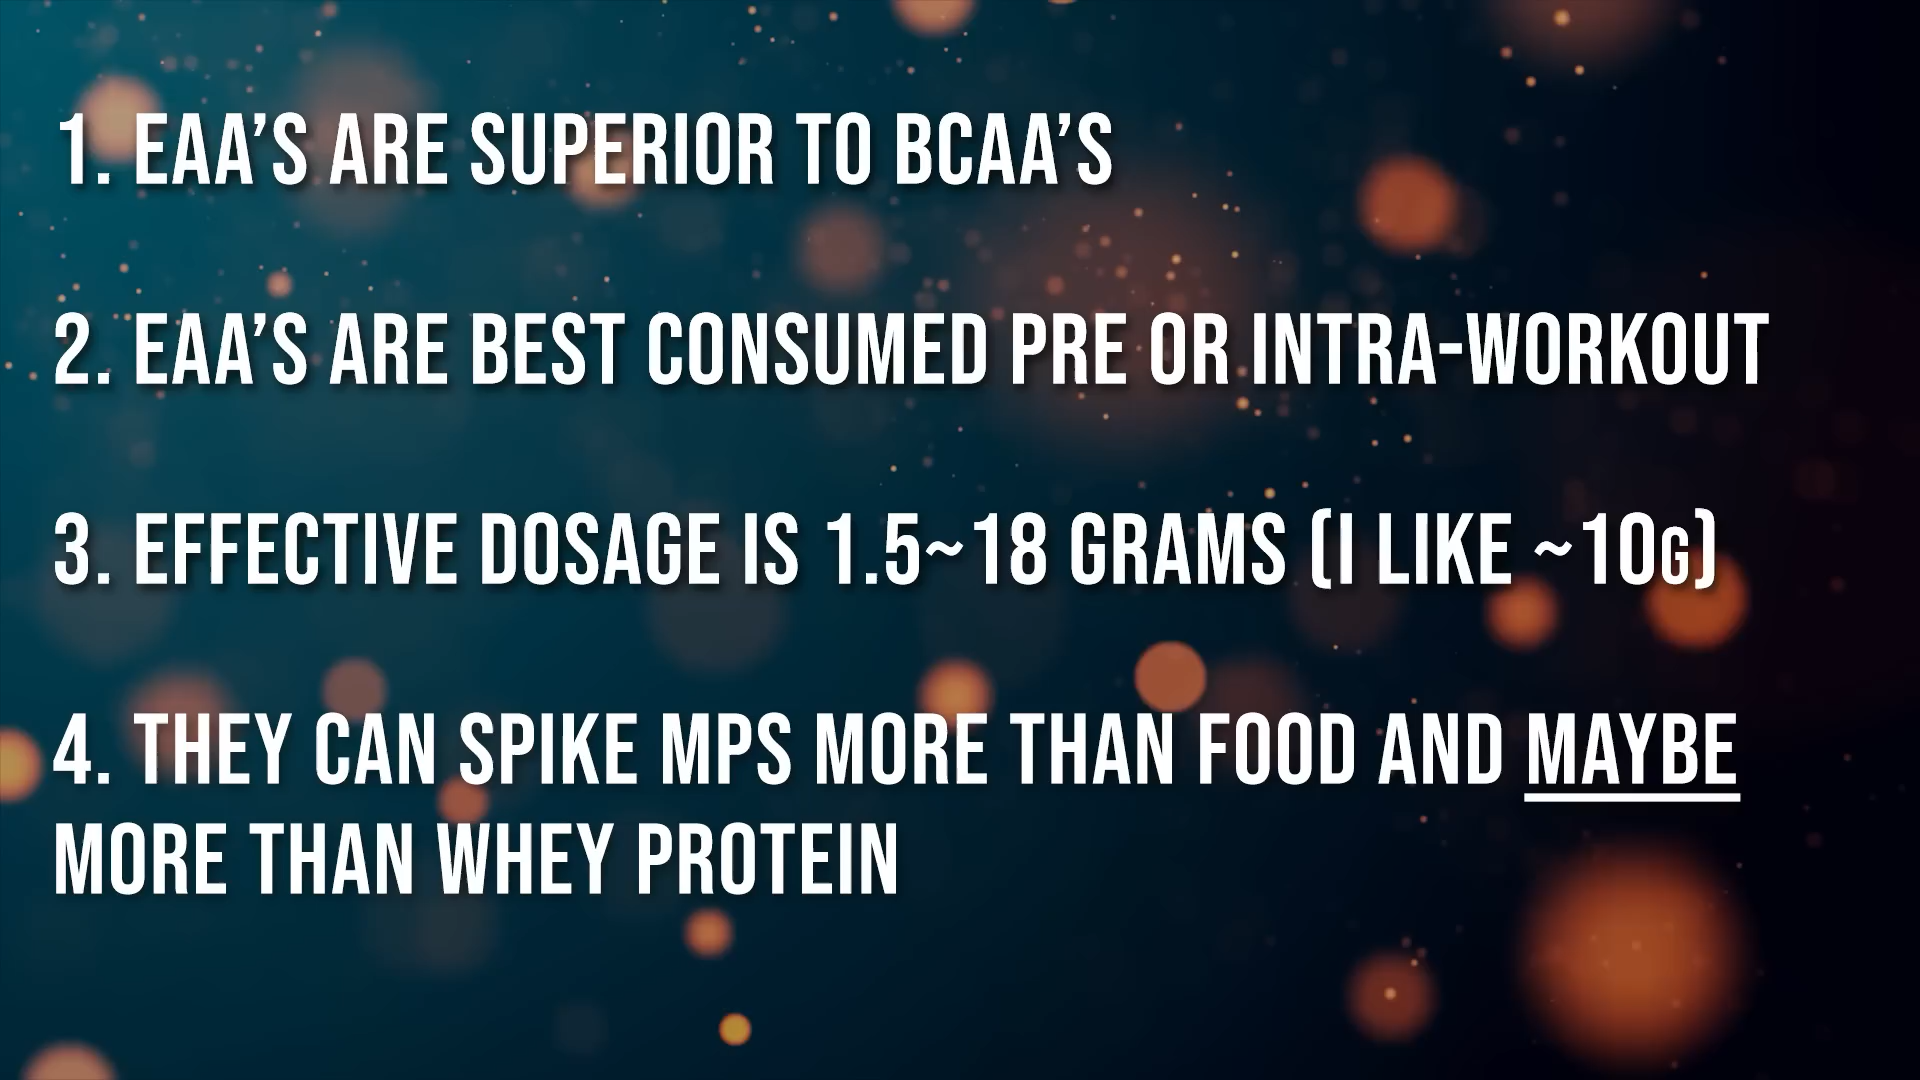 1. EAA’S ARE SUPERIOR TO BCAA’S
2. EAA’S ARE BEST CONSUMED PRE OR INTRA-WORKOUT
3. EFFECTIVE DOSAGE IS 1.5~18 GRAMS (I LIKE ~10G)
4. THEY CAN SPIKE MPS MORE THAN FOOD AND MAYBE
MORE THAN WHEY PROTEIN